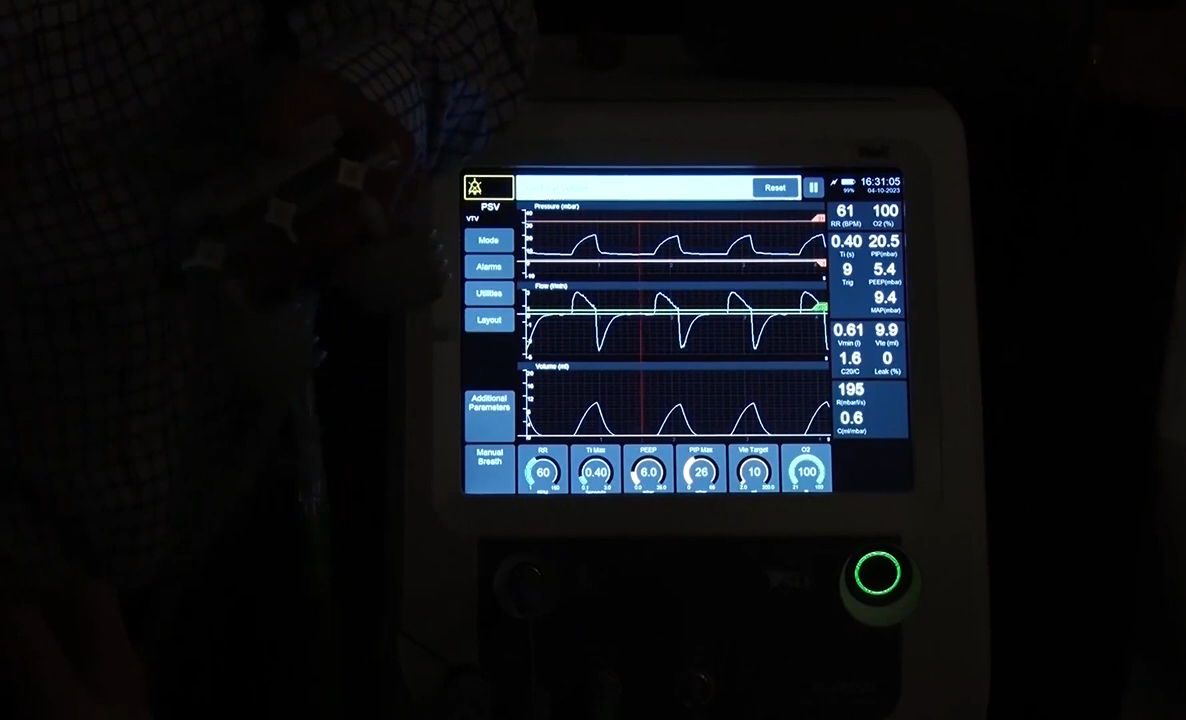 Reset
99%
16:31:05
04-10-2023
PSV
VTV
Mode
Alarms
Utilities
Layout
Additional
Parameters
Manual
Breath
Pressure (mbar)
Flow (l/min)
Volume (ml)
61 100
RR (BPM) O2 (%)
0.40 20.5
Ti (s) PIP(mbar)
9 5.4
Trig PEEP(mbar)
9.4
MAP(mbar)
0.61 9.9
Vmin (l) Vte (ml)
1.6 0
C20/C Leak (%)
195
R(mbar/l/s)
0.6
C(ml/mbar)
RR Ti Max PEEP PIP Max Vte Target O2
60 0.40 6.0 26 10 100